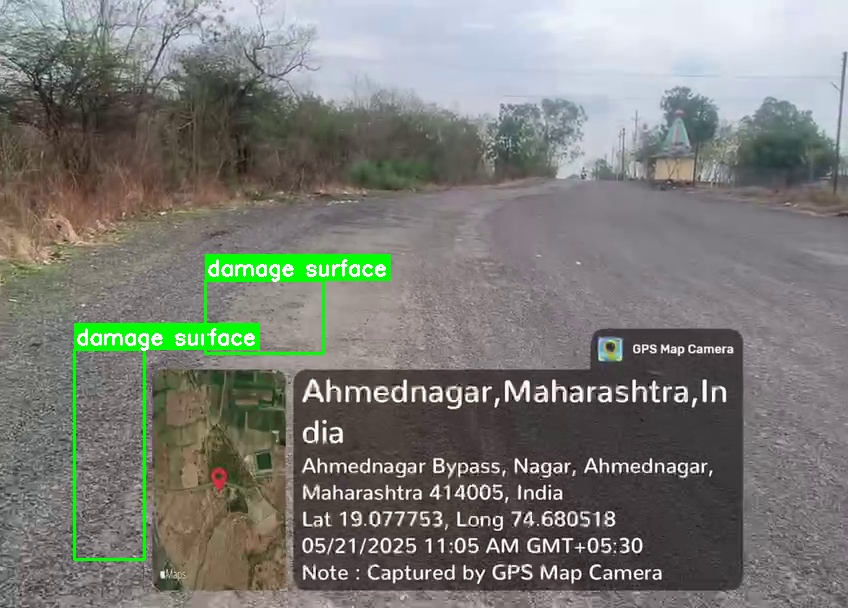 damage surface
damage surface
GPS Map Camera
Ahmednagar,Maharashtra,In
dia
Ahmednagar Bypass, Nagar, Ahmednagar,
Maharashtra 414005, India
Lat 19.077753, Long 74.680518
05/21/2025 11:05 AM GMT+05:30
Note : Captured by GPS Map Camera
Maps